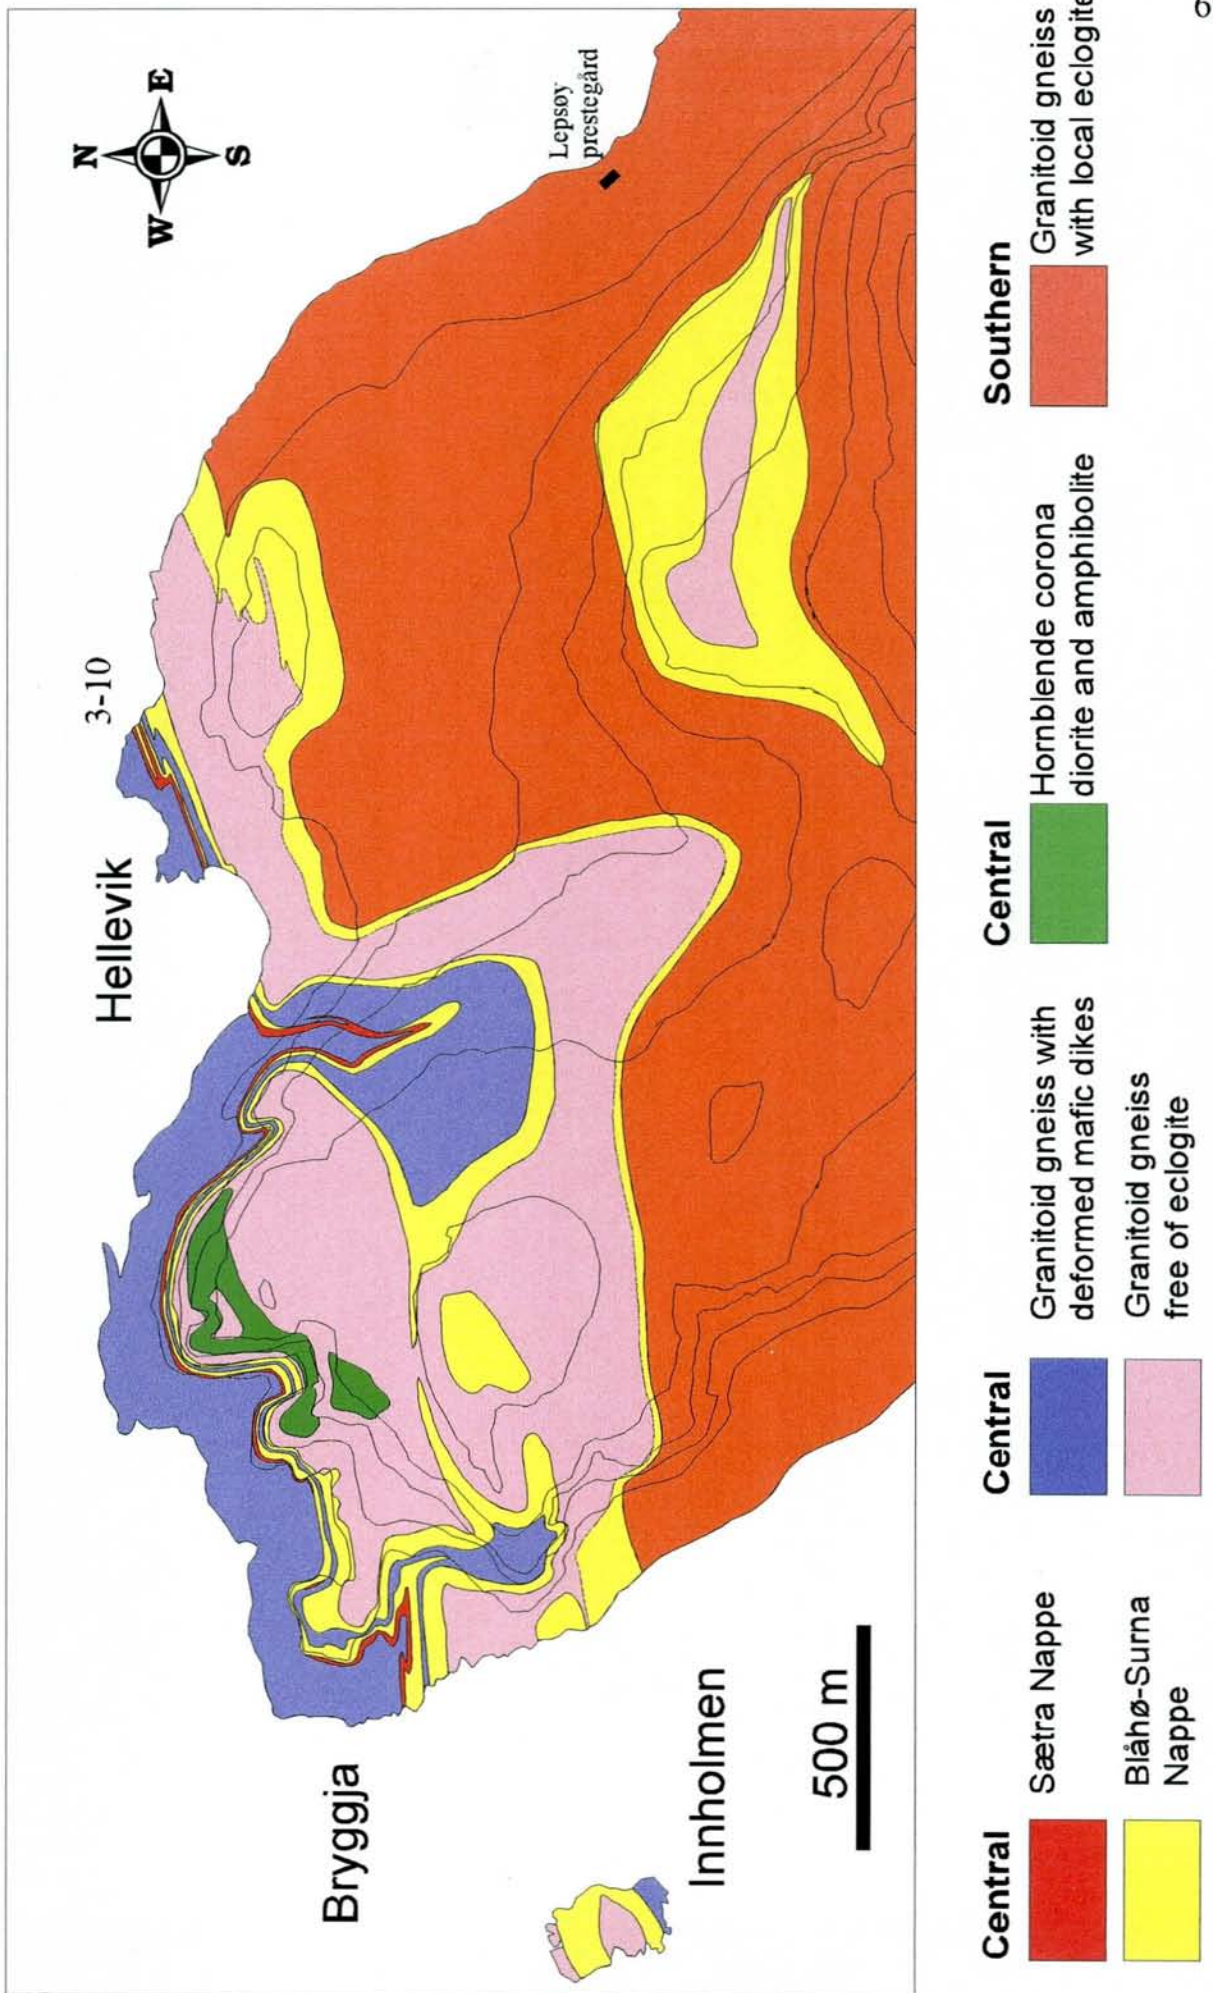 N
W
E
S
Lepsøy
prestegård
3-10
Hellevik
Bryggja
Innholmen
500 m
Central
Sætra Nappe
Blåhø-Surna
Nappe
Central
Granitoid gneiss with
deformed mafic dikes
Granitoid gneiss
free of eclogite
Central
Hornblende corona
diorite and amphibolite
Southern
Granitoid gneiss
with local eclogite
6